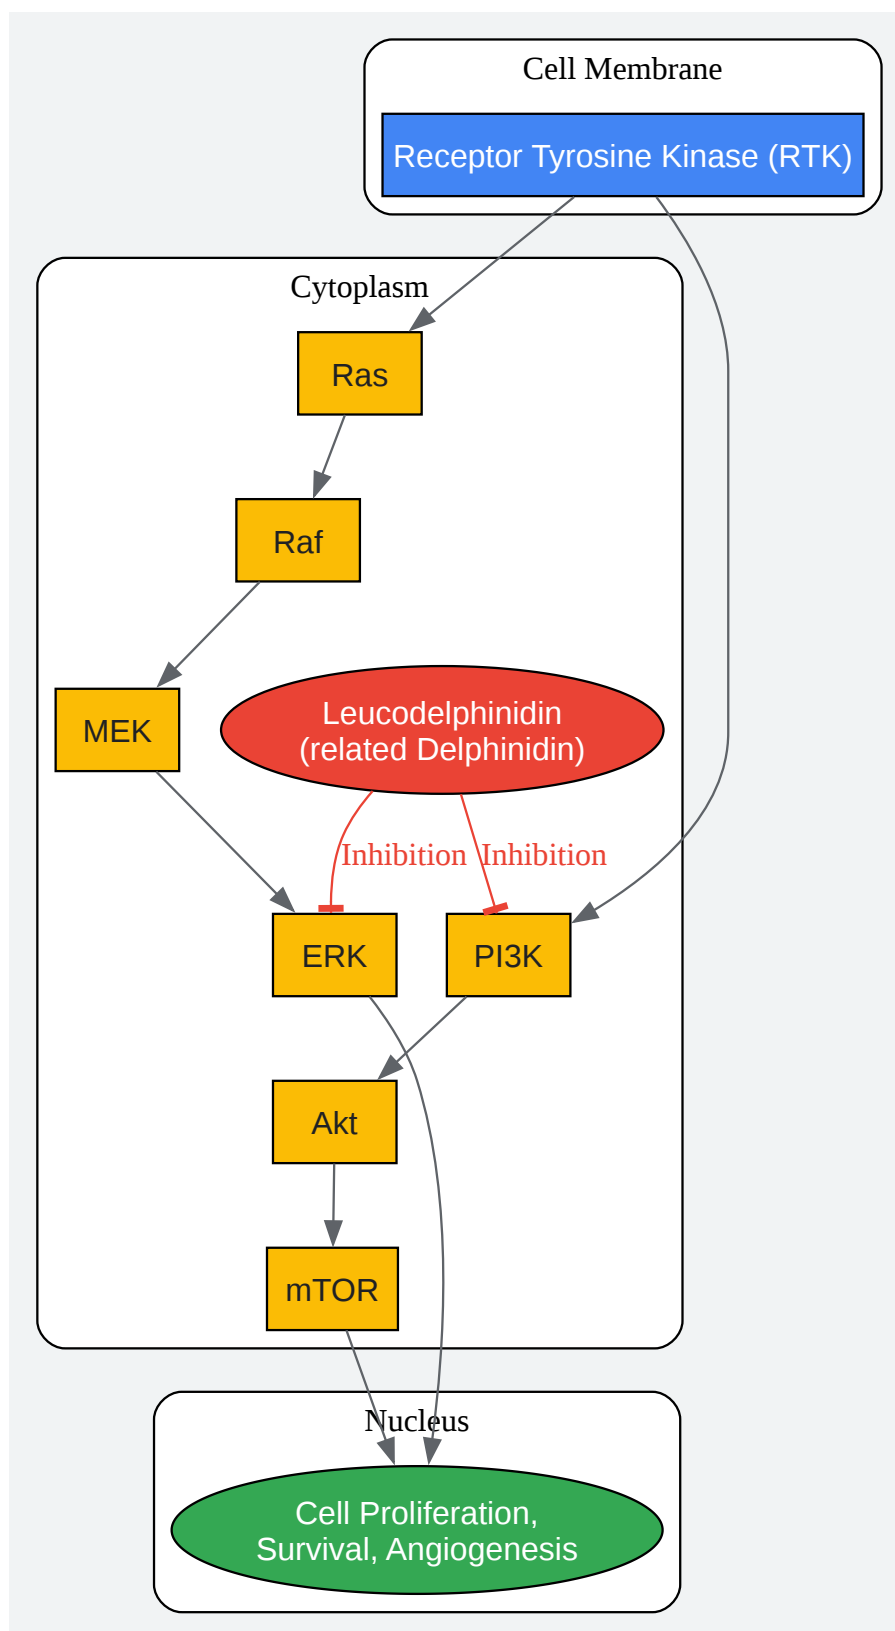 Cell Membrane
Receptor Tyrosine Kinase (RTK)
Cytoplasm
Ras
Raf
MEK
Leucodelphinidin
(related Delphinidin)
Inhibition
Inhibition
ERK
PI3K
Akt
mTOR
Nucleus
Cell Proliferation,
Survival, Angiogenesis